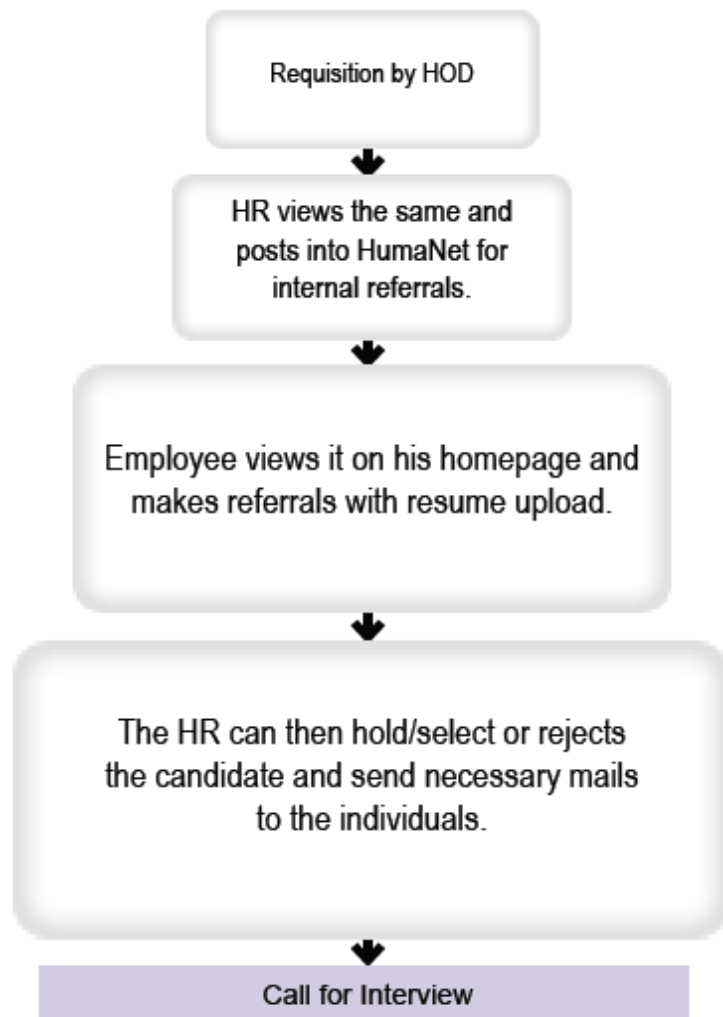 Requisition by HOD
HR views the same and
posts into HumaNet for
internal referrals.
Employee views it on his homepage and
makes referrals with resume upload.
The HR can then hold/select or rejects
the candidate and send necessary mails
to the individuals.
Call for Interview